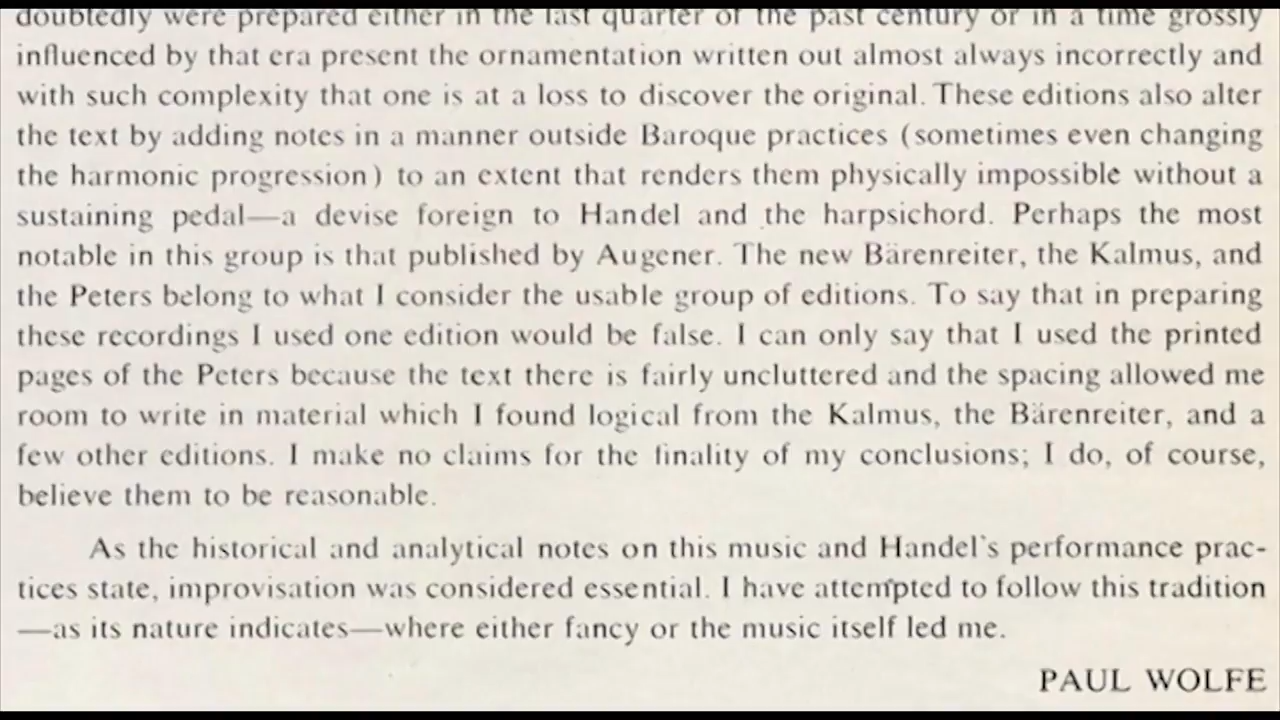 doubtedly were prepared either in the last quarter of the past century or in a time grossly
influenced by that era present the ornamentation written out almost always incorrectly and
with such complexity that one is at a loss to discover the original. These editions also alter
the text by adding notes in a manner outside Baroque practices (sometimes even changing
the harmonic progression) to an extent that renders them physically impossible without a
sustaining pedal—a devise foreign to Handel and the harpsichord. Perhaps the most
notable in this group is that published by Augener. The new Bärenreiter, the Kalmus, and
the Peters belong to what I consider the usable group of editions. To say that in preparing
these recordings I used one edition would be false. I can only say that I used the printed
pages of the Peters because the text there is fairly uncluttered and the spacing allowed me
room to write in material which I found logical from the Kalmus, the Bärenreiter, and a
few other editions. I make no claims for the finality of my conclusions; I do, of course,
believe them to be reasonable.
As the historical and analytical notes on this music and Handel's performance prac-
tices state, improvisation was considered essential. I have attempted to follow this tradition
—as its nature indicates—where either fancy or the music itself led me.
PAUL WOLFE